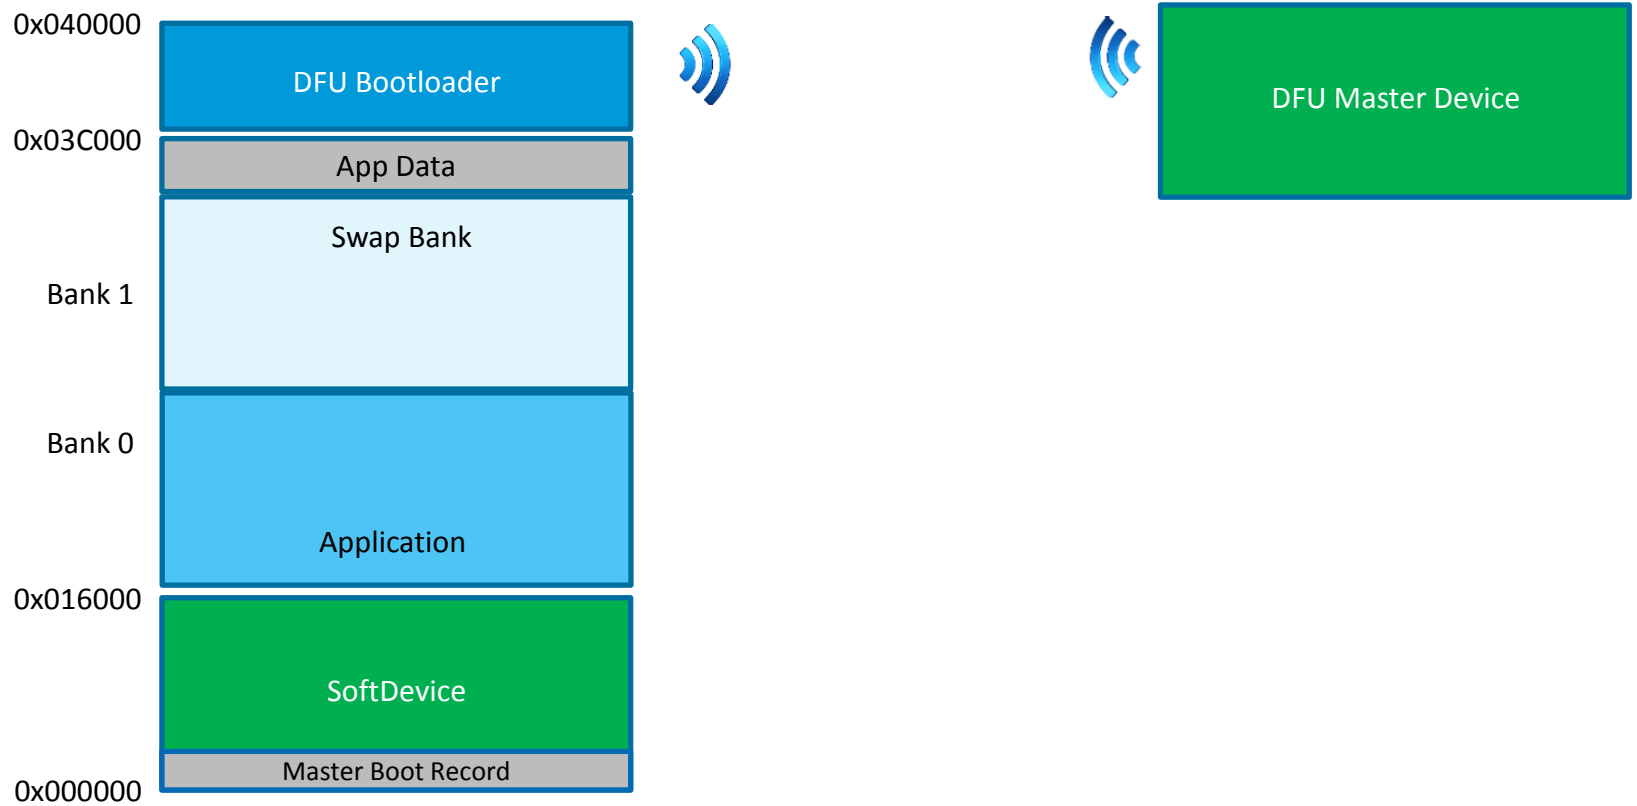 0x040000
DFU Bootloader
DFU Master Device
0x03C000
App Data
Swap Bank
Bank 1
Bank 0
Application
0x016000
SoftDevice
Master Boot Record
0x000000